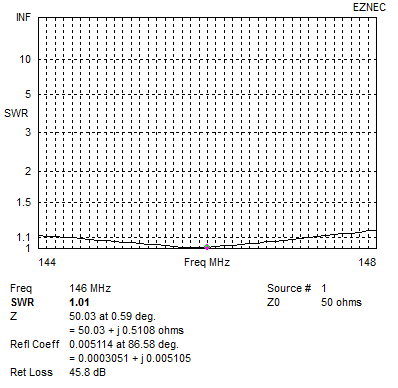 EZNEC
INF
10
5
SWR
3
2
1.5
1.1
1
144 Freq MHz 148
Freq 146 MHz Source # 1
SWR 1.01 Z0 50 ohms
Z 50.03 at 0.59 deg.
= 50.03 + j 0.5108 ohms
Refl Coeff 0.005114 at 86.58 deg.
= 0.0003051 + j 0.005105
Ret Loss 45.8 dB